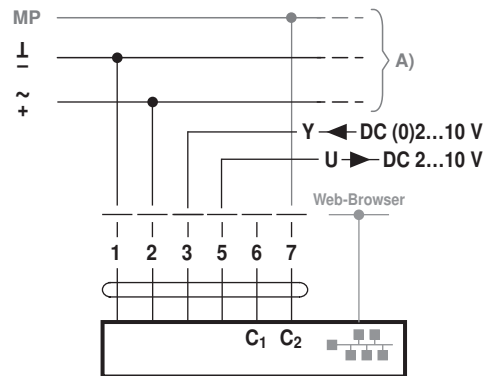 MP
⊥
–
~
+
A)
Y DC (0)2...10 V
U DC 2...10 V
Web-Browser
1 2 3 5 6 7
C1 C2